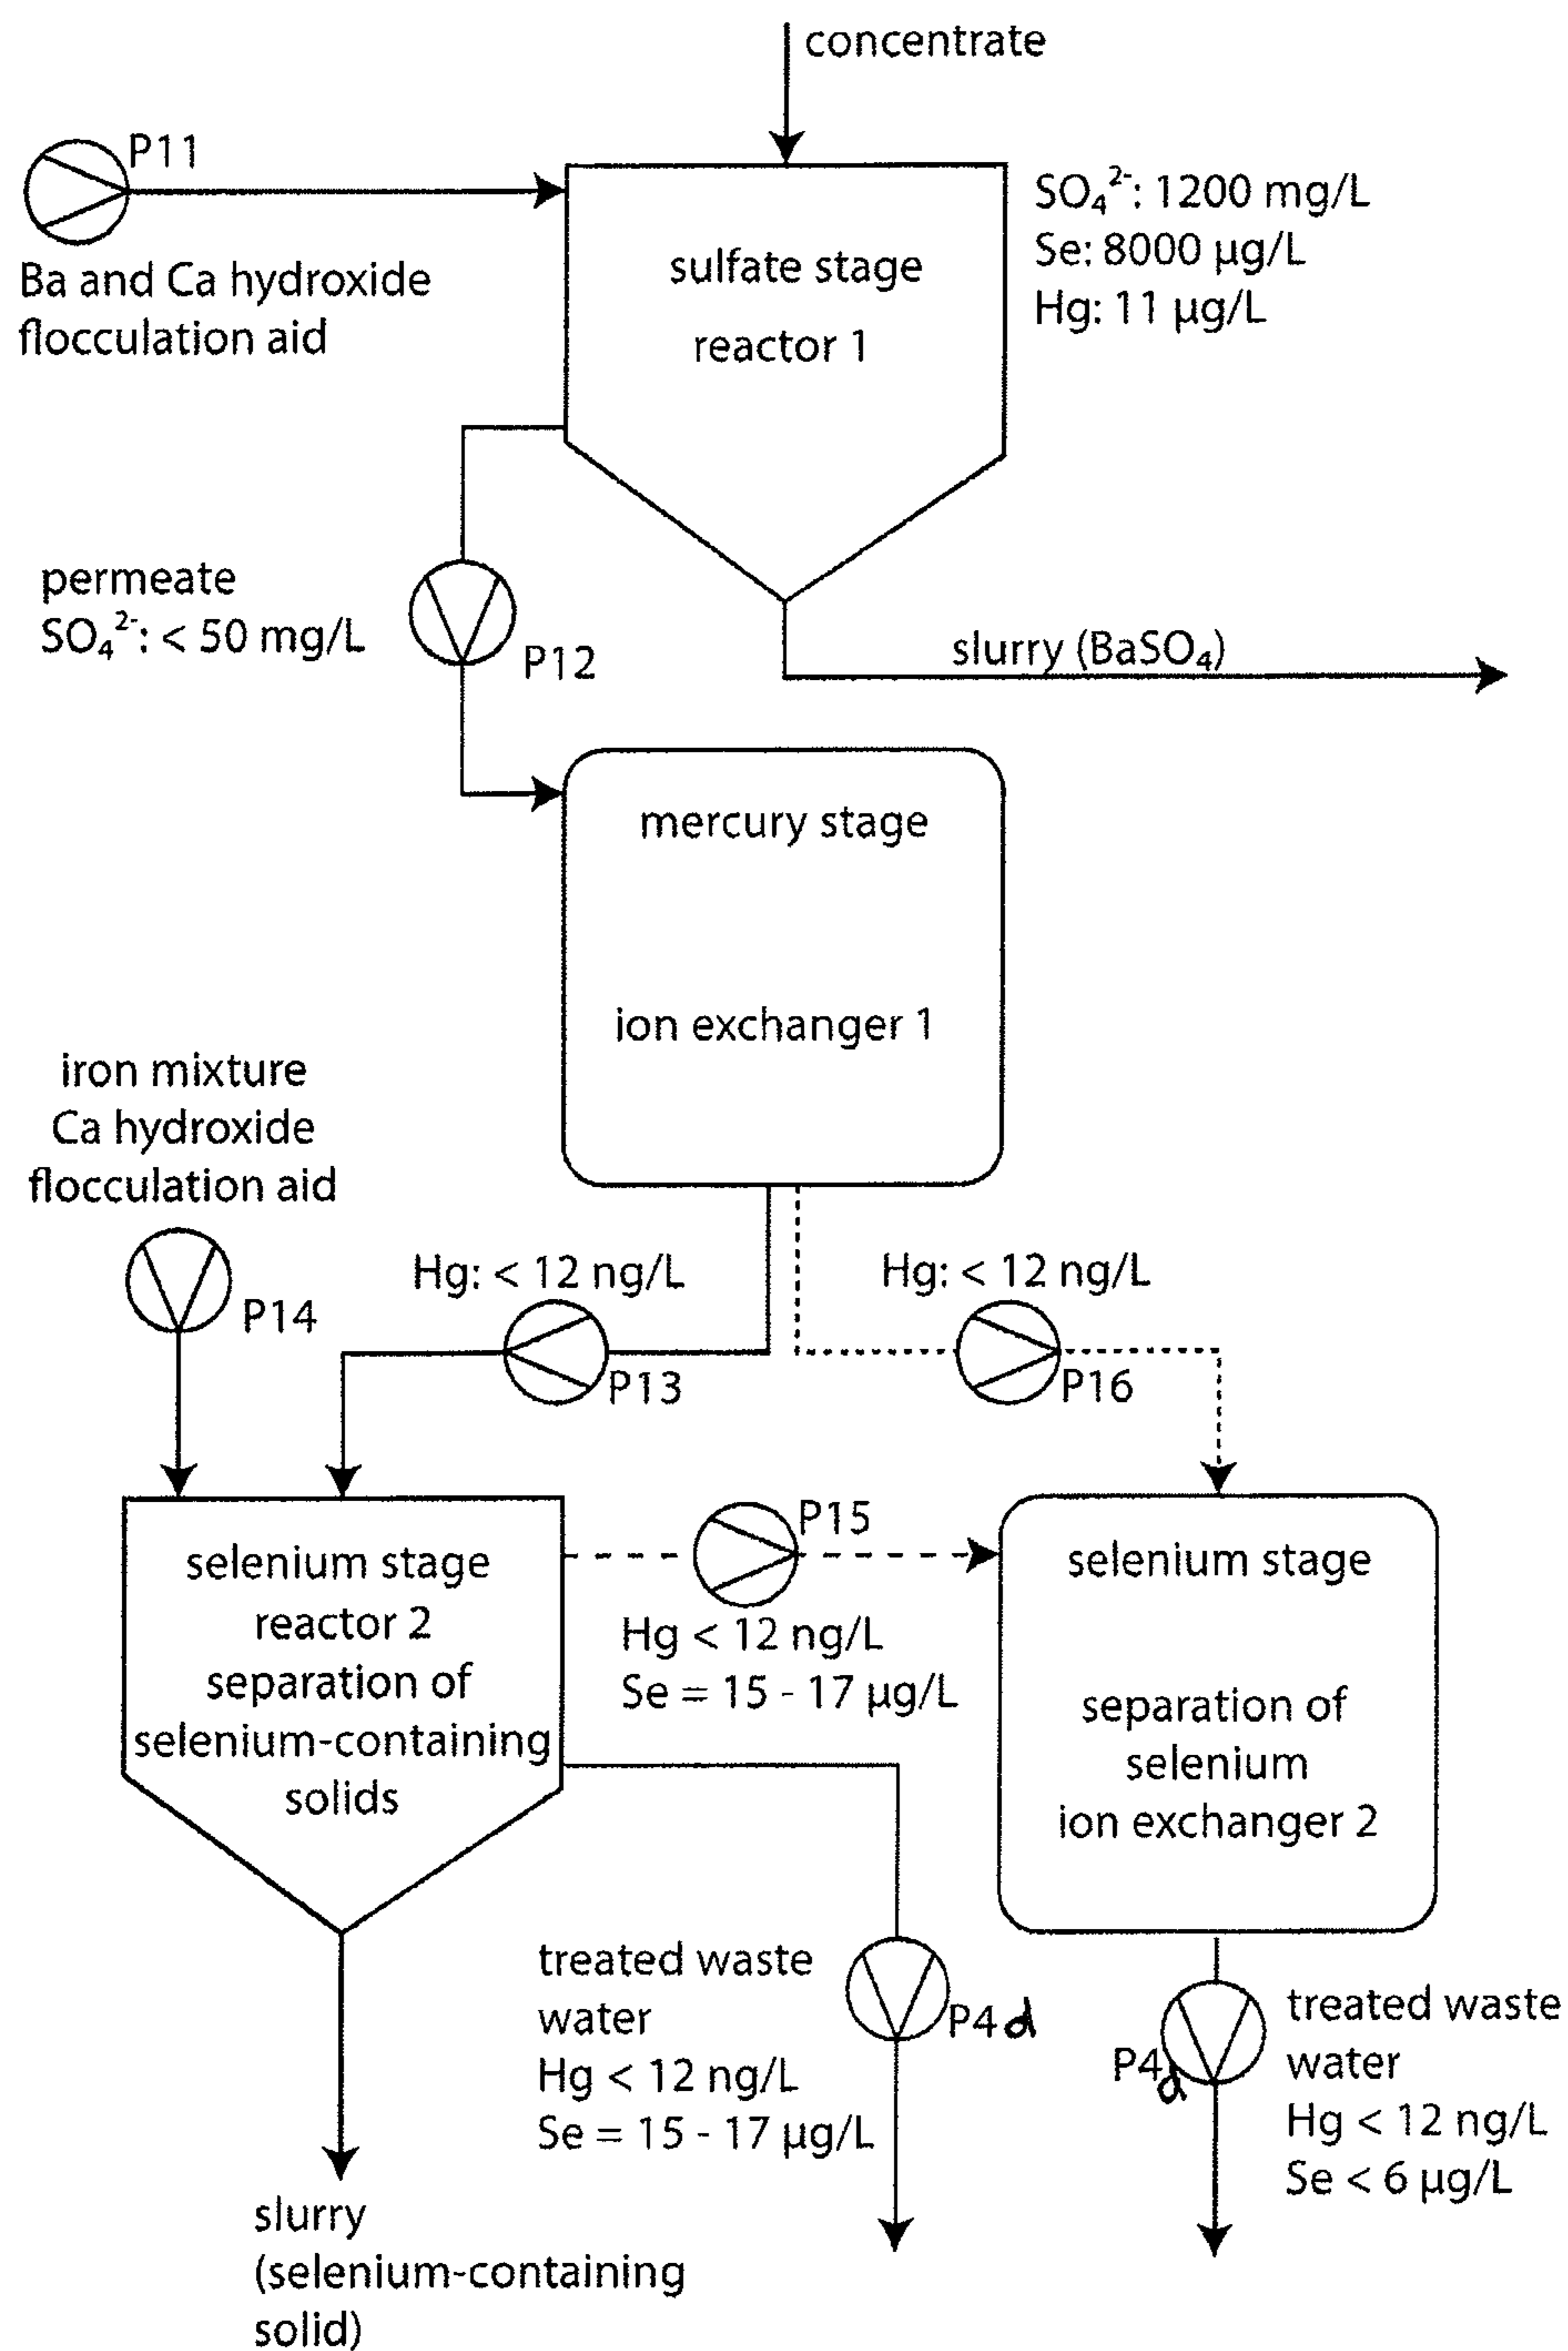 concentrate
P11
Ba and Ca hydroxide
flocculation aid
sulfate stage
reactor 1
SO₄²⁻: 1200 mg/L
Se: 8000 µg/L
Hg: 11 µg/L
permeate
SO₄²⁻: < 50 mg/L
P12
slurry (BaSO₄)
mercury stage
ion exchanger 1
iron mixture
Ca hydroxide
flocculation aid
P14
Hg: < 12 ng/L
P13
Hg: < 12 ng/L
P16
selenium stage
reactor 2
separation of
selenium-containing
solids
P15
Hg < 12 ng/L
Se = 15 - 17 µg/L
selenium stage
separation of
selenium
ion exchanger 2
treated waste
water
Hg < 12 ng/L
Se = 15 - 17 µg/L
P4d
P4d
treated waste
water
Hg < 12 ng/L
Se < 6 µg/L
slurry
(selenium-containing
solid)